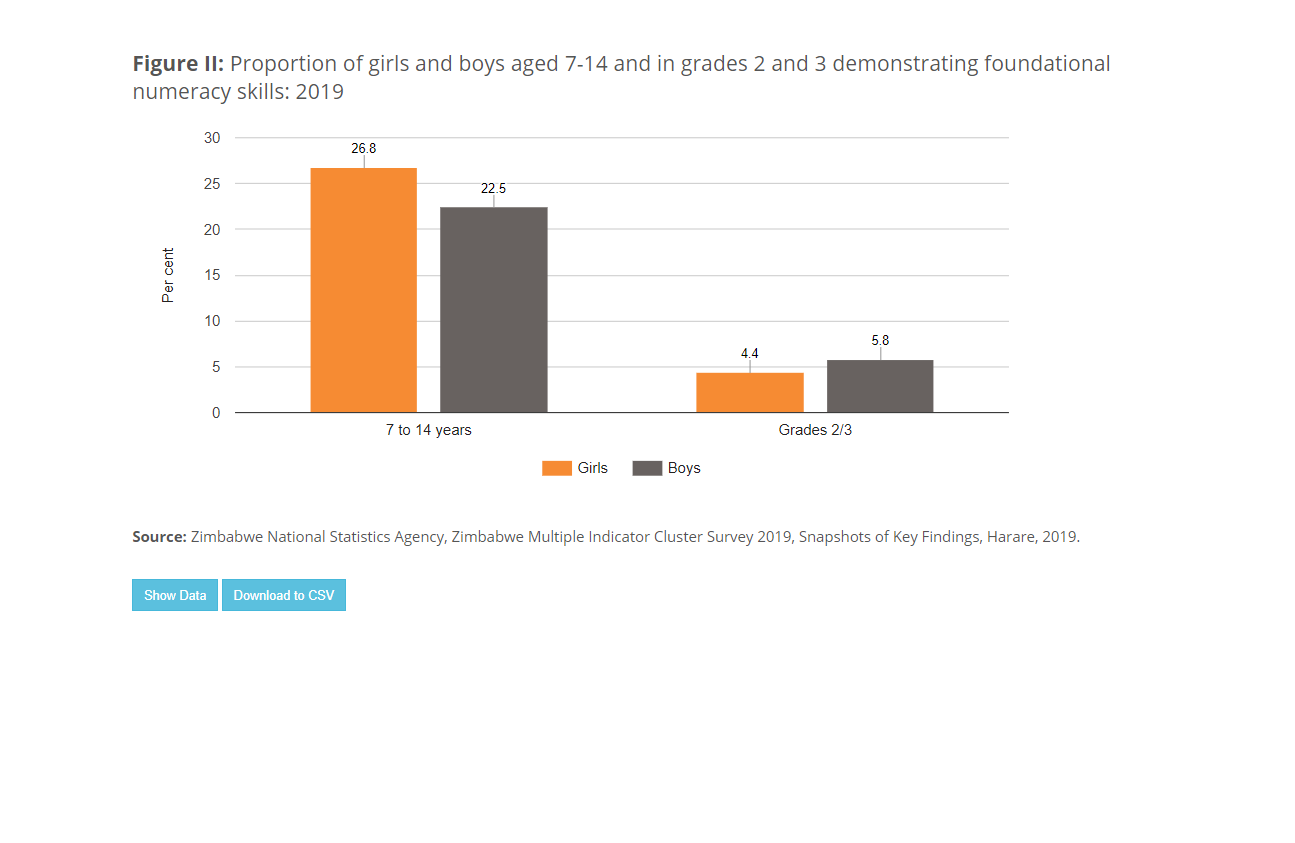 Figure II: Proportion of girls and boys aged 7-14 and in grades 2 and 3 demonstrating foundational
numeracy skills: 2019
30
25
20
15
10
5
0
Per cent
26.8
22.5
4.4
5.8
7 to 14 years
Grades 2/3
Girls
Boys
Source: Zimbabwe National Statistics Agency, Zimbabwe Multiple Indicator Cluster Survey 2019, Snapshots of Key Findings, Harare, 2019.
Show Data
Download to CSV